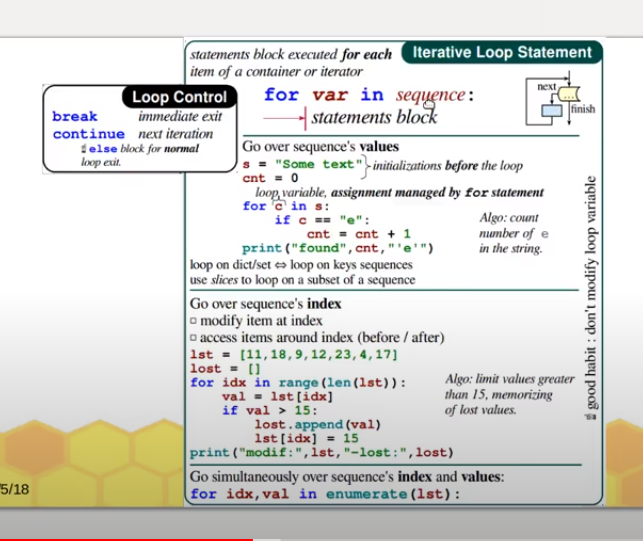 statements block executed for each
item of a container or iterator
Iterative Loop Statement
Loop Control
break immediate exit
continue next iteration
else block for normal
loop exit.
for var in sequence:
statements block
next
...
finish
Go over sequence's values
s = "Some text"
cnt = 0
initializations before the loop
loop variable, assignment managed by for statement
for c in s:
if c == "e":
cnt = cnt + 1
print("found",cnt,"'e'")
Algo: count
number of e
in the string.
loop on dict/set ⇔ loop on keys sequences
use slices to loop on a subset of a sequence
Go over sequence's index
□ modify item at index
□ access items around index (before / after)
lst = [11,18,9,12,23,4,17]
lost = []
for idx in range(len(lst)):
val = lst[idx]
if val > 15:
lost.append(val)
lst[idx] = 15
print("modif:",lst,"-lost:",lost)
Algo: limit values greater
than 15, memorizing
of lost values.
Go simultaneously over sequence's index and values:
for idx,val in enumerate(lst):
☞ good habit : don't modify loop variable
/5/18